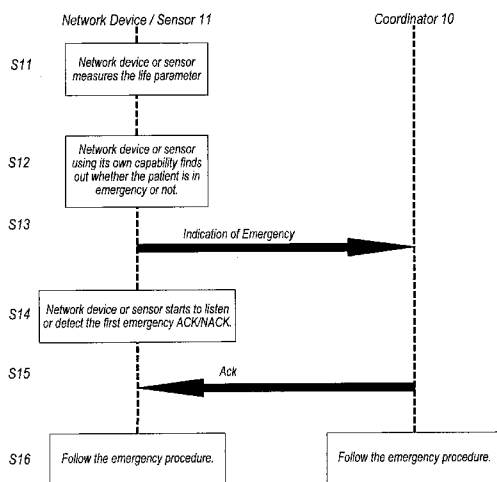 Network Device / Sensor 11
Coordinator 10
S11
Network device or sensor
measures the life parameter
S12
Network device or sensor
using its own capability finds
out whether the patient is in
emergency or not.
S13
Indication of Emergency
S14
Network device or sensor starts to listen
or detect the first emergency ACK/NACK.
S15
Ack
S16
Follow the emergency procedure.
Follow the emergency procedure.